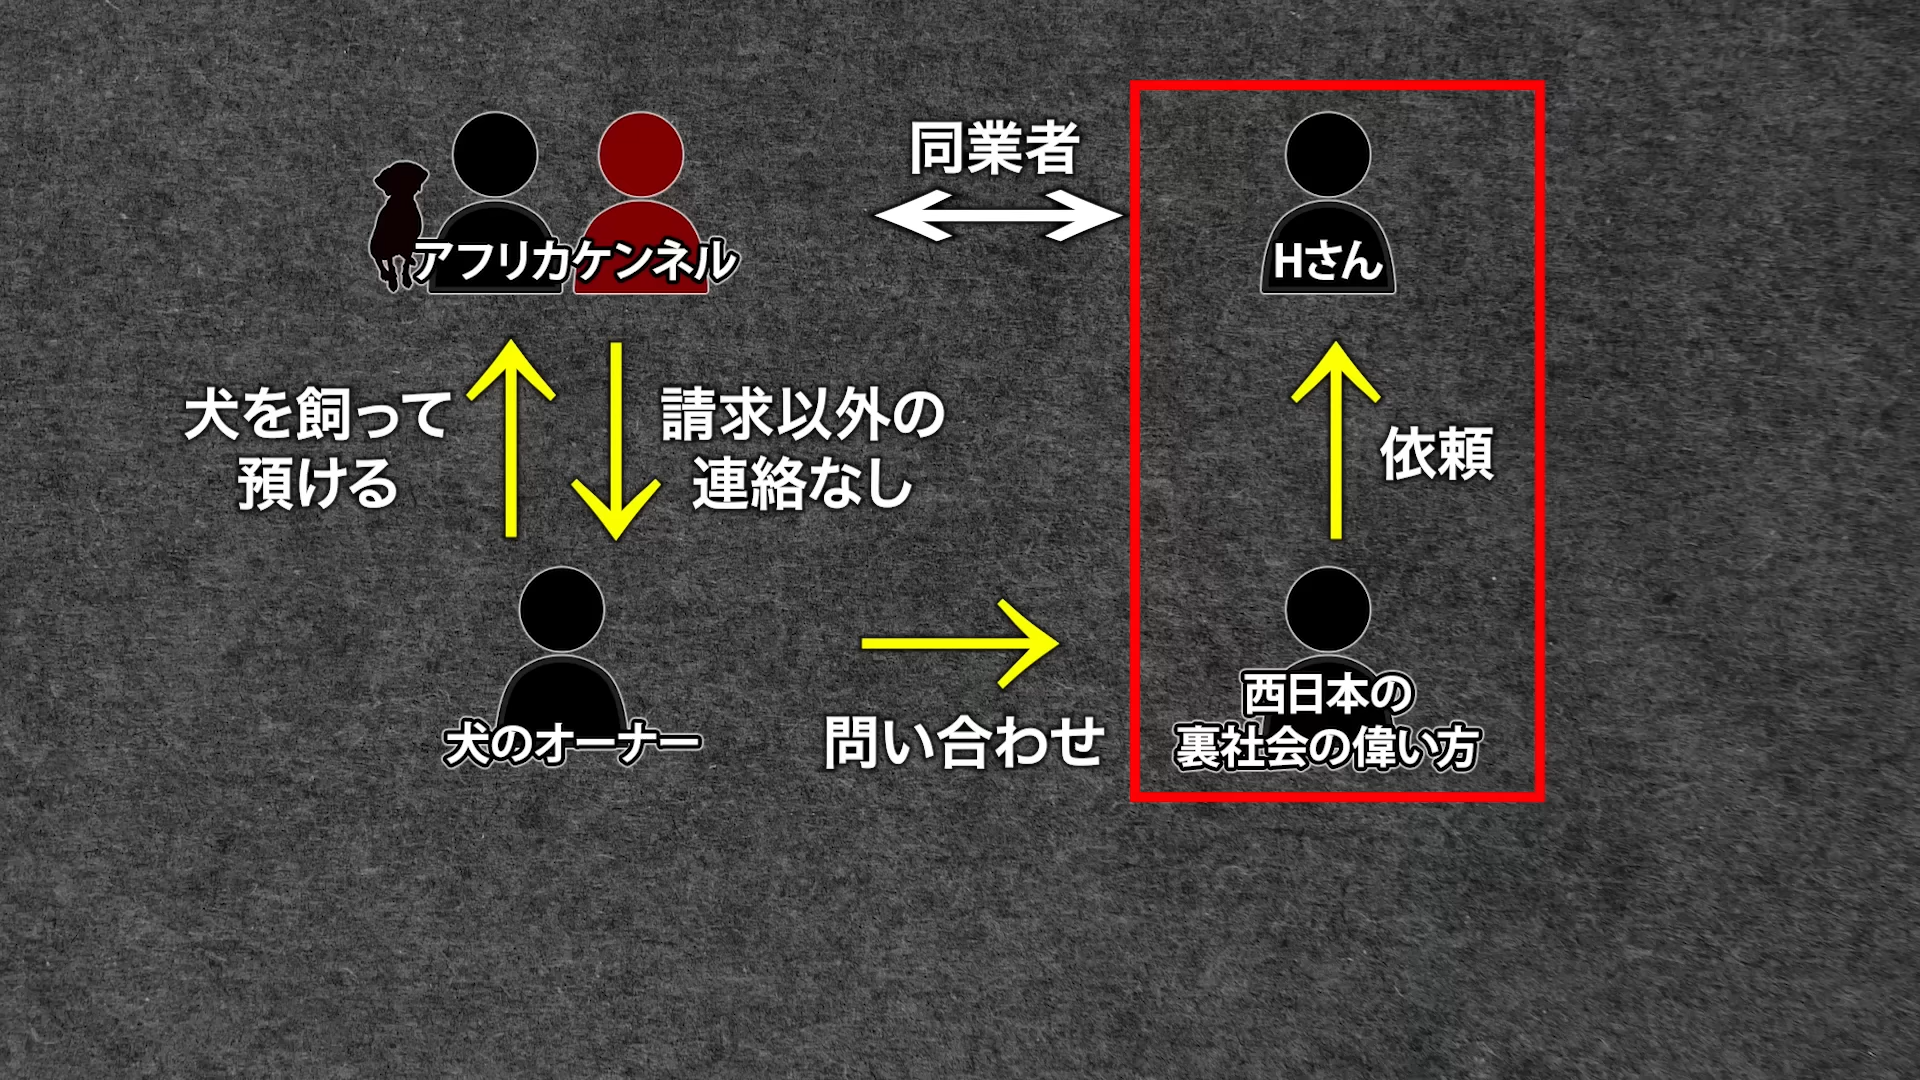 同業者
アフリカケンネル
Hさん
犬を飼って
預ける
請求以外の
連絡なし
依頼
犬のオーナー
問い合わせ
西日本の
裏社会の偉い方